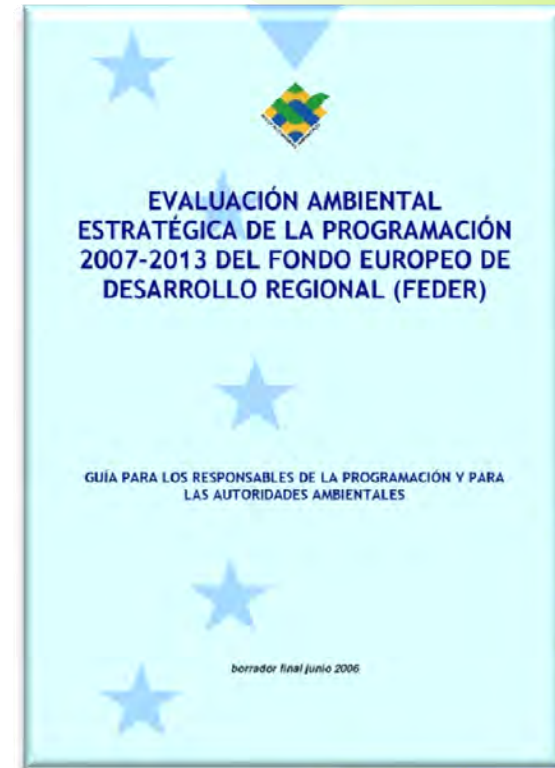 EVALUACIÓN AMBIENTAL
ESTRATÉGICA DE LA PROGRAMACIÓN
2007-2013 DEL FONDO EUROPEO DE
DESARROLLO REGIONAL (FEDER)
GUÍA PARA LOS RESPONSABLES DE LA PROGRAMACIÓN Y PARA
LAS AUTORIDADES AMBIENTALES
borrador final junio 2006